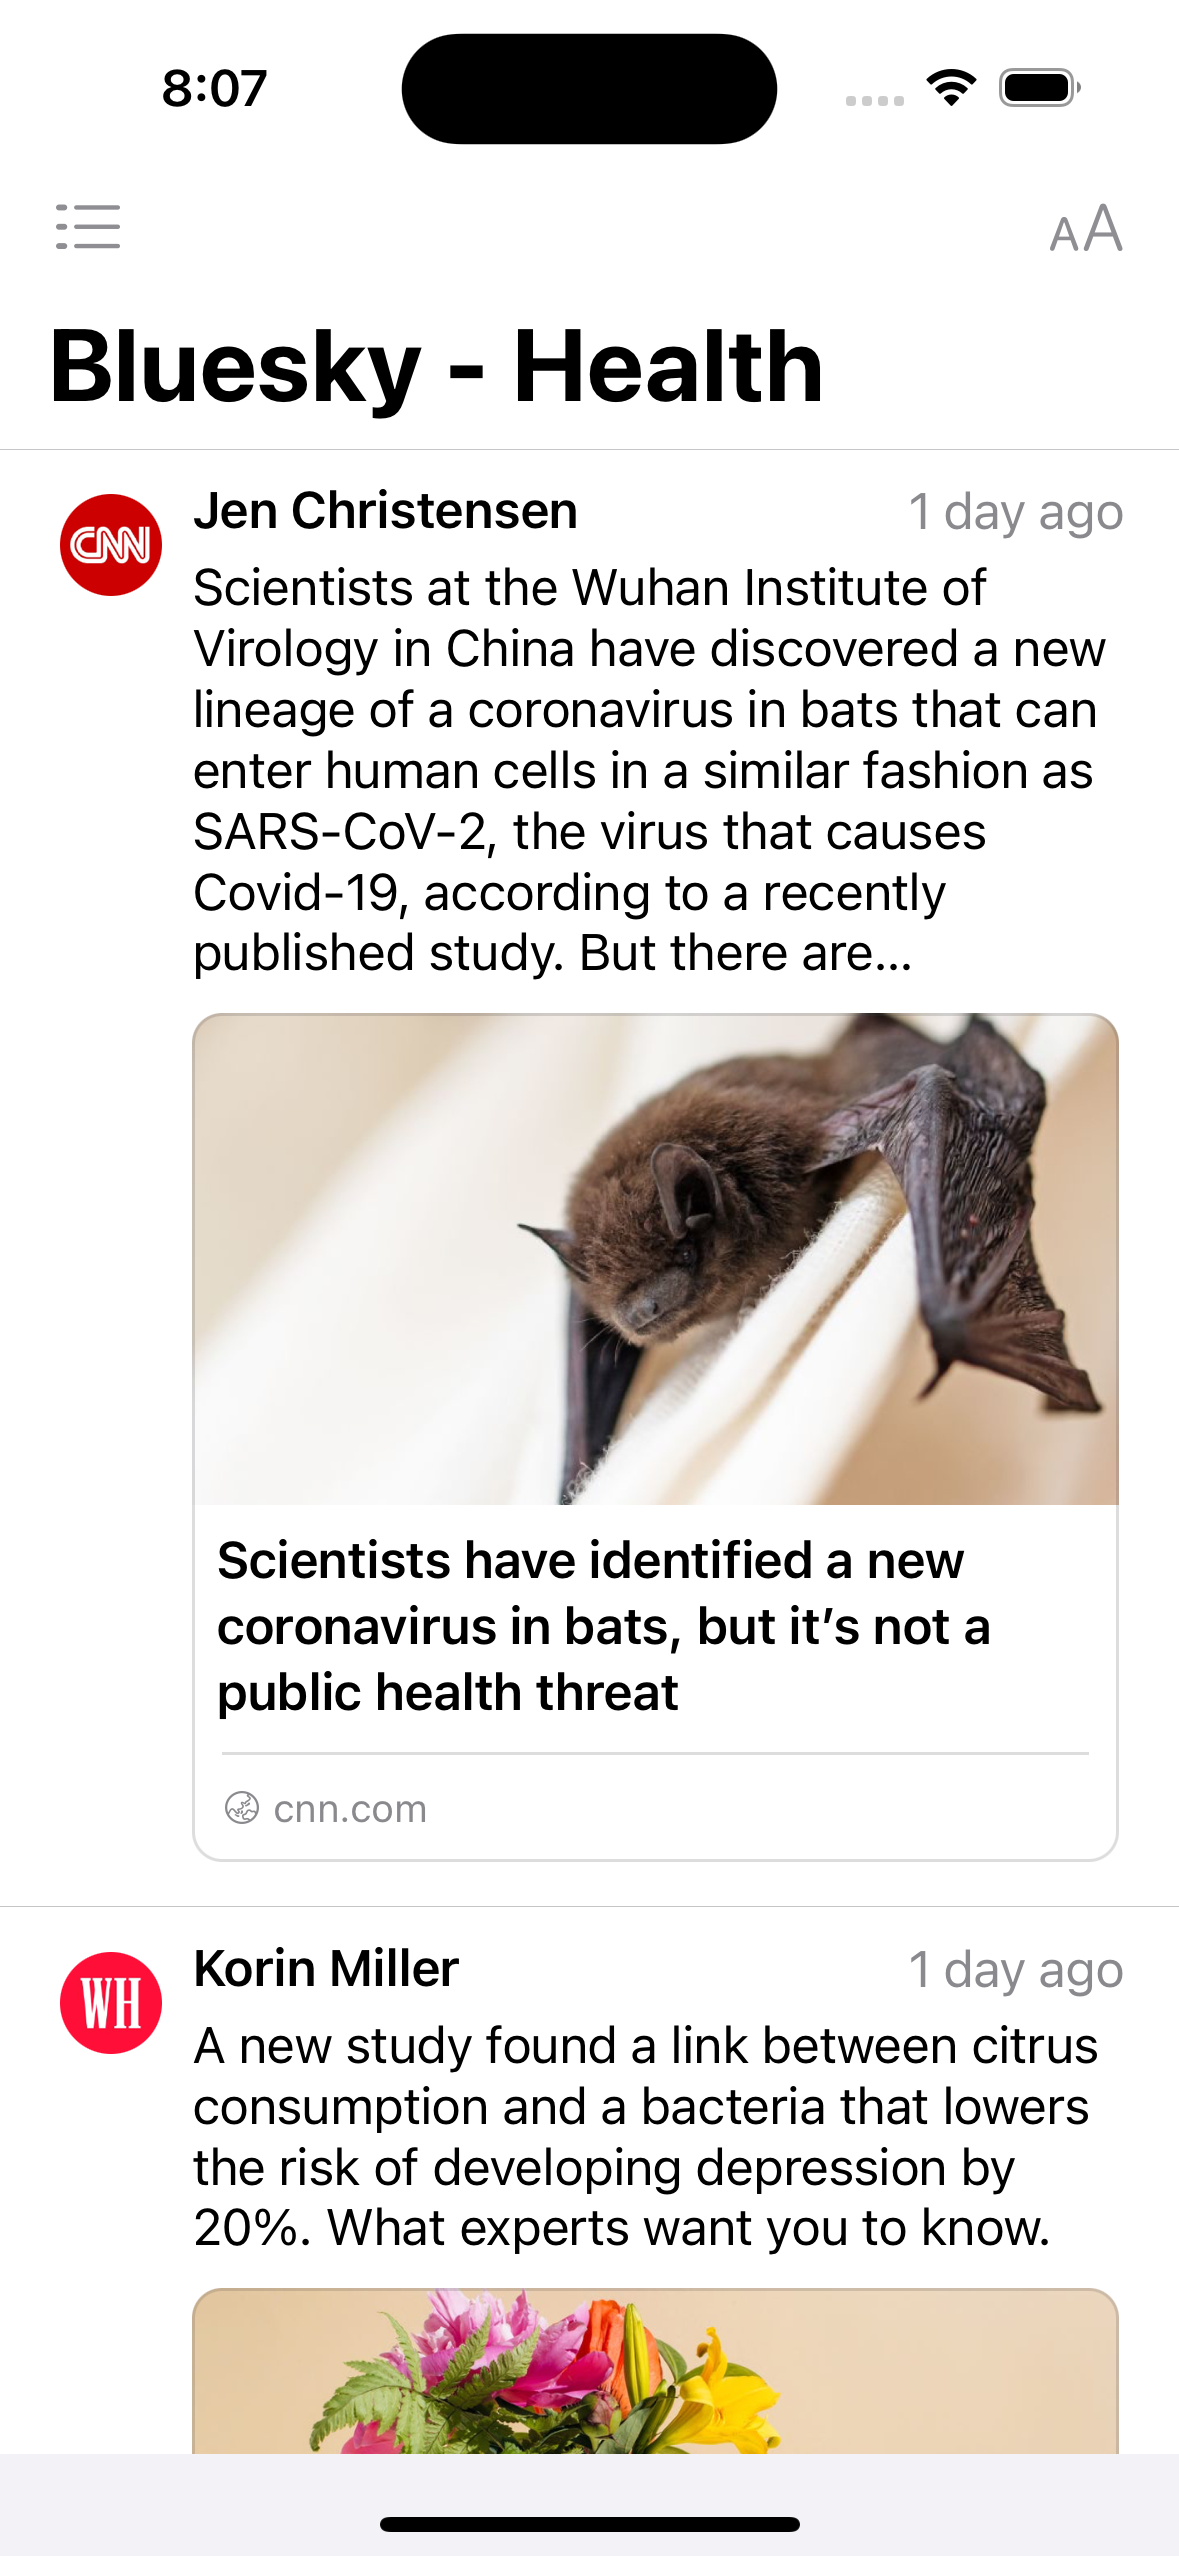 8:07
AA
Bluesky - Health
CNN
Jen Christensen
1 day ago
Scientists at the Wuhan Institute of
Virology in China have discovered a new
lineage of a coronavirus in bats that can
enter human cells in a similar fashion as
SARS-CoV-2, the virus that causes
Covid-19, according to a recently
published study. But there are...
Scientists have identified a new
coronavirus in bats, but it’s not a
public health threat
cnn.com
WH
Korin Miller
1 day ago
A new study found a link between citrus
consumption and a bacteria that lowers
the risk of developing depression by
20%. What experts want you to know.